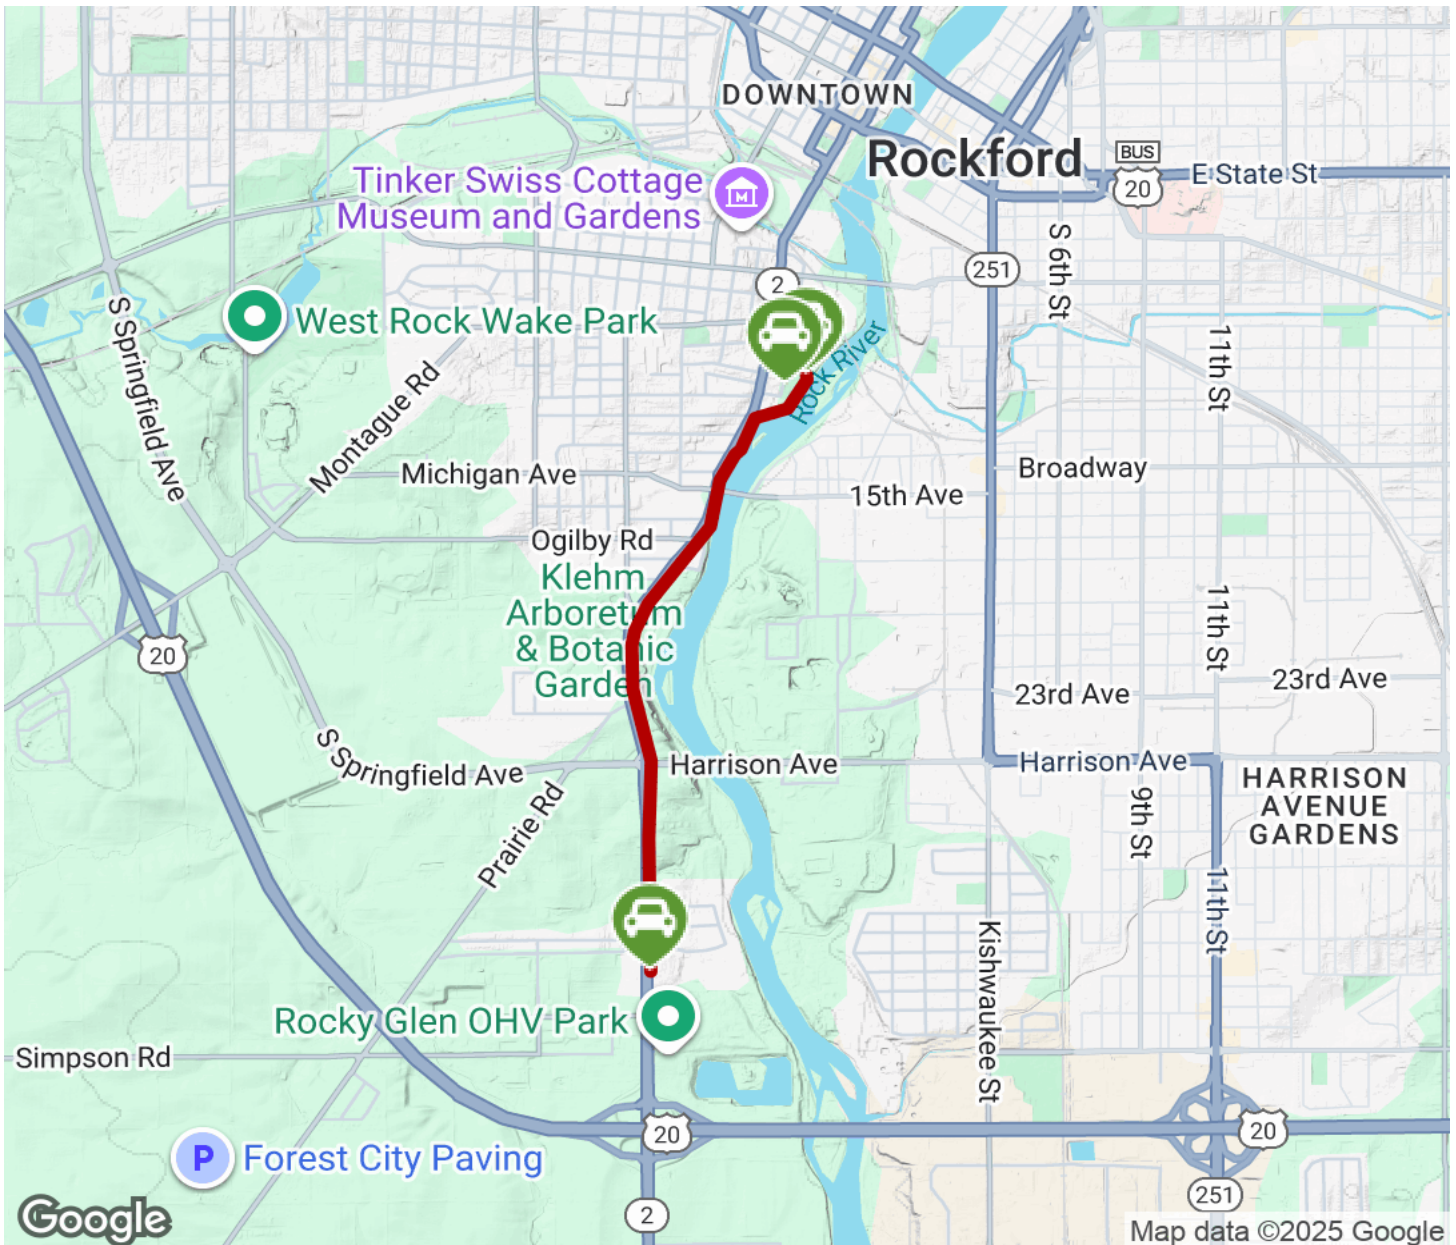 DOWNTOWN
Rockford
BUS
20
E State St
Tinker Swiss Cottage
Museum and Gardens
M
2
251
S 6th St
11th St
West Rock Wake Park
Rock River
S Springfield Ave
Montague Rd
Michigan Ave
15th Ave
Broadway
Ogilby Rd
Klehm
Arboretum
& Botanic
Garden
20
11th St
23rd Ave
23rd Ave
S Springfield Ave
Harrison Ave
Harrison Ave
HARRISON
AVENUE
GARDENS
Prairie Rd
9th St
11th St
Kishwaukee St
Rocky Glen OHV Park
Simpson Rd
20
20
P
Forest City Paving
251
2
Google
Map data ©2025 Google